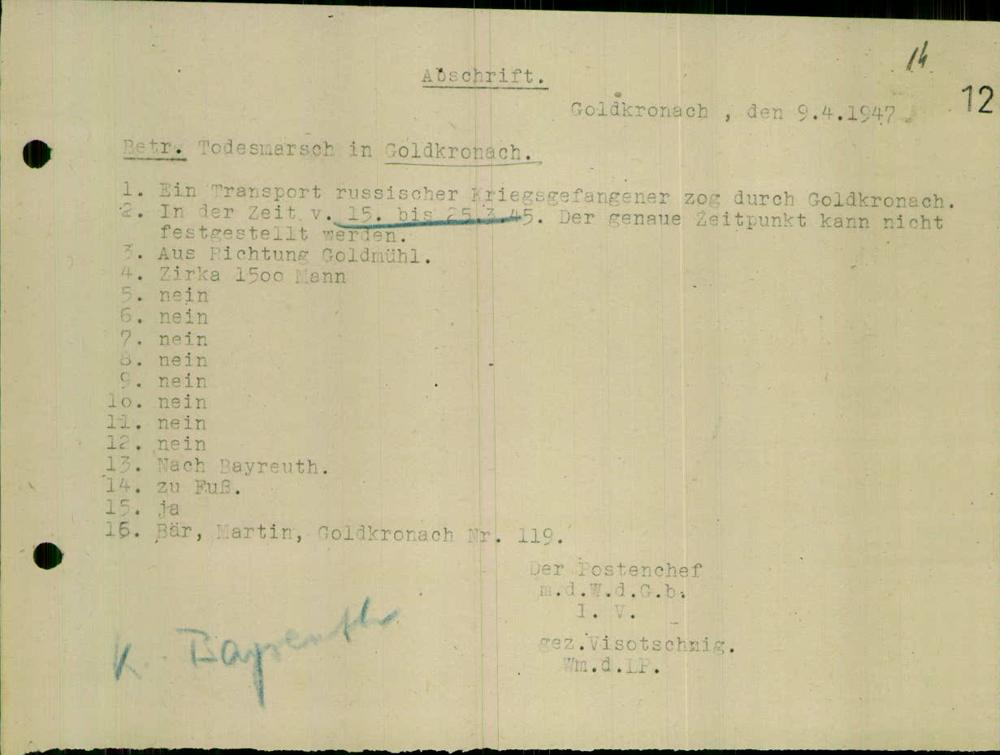 14
Abschrift.
12
Goldkronach , den 9.4.1947.
Betr. Todesmarsch in Goldkronach.
1. Ein Transport russischer Kriegsgefangener zog durch Goldkronach.
2. In der Zeit v. 15. bis 25.3.45. Der genaue Zeitpunkt kann nicht
festgestellt werden.
3. Aus Richtung Goldmühl.
4. Zirka 15oo Mann
5. nein
6. nein
7. nein
8. nein
9. nein
1o. nein
11. nein
12. nein
13. Nach Bayreuth.
14. zu Fuß.
15. ja
16. Bär, Martin, Goldkronach Nr. 119.
Der Postenchef
m.d.W.d.G.b.
I. V.
gez.Visotschnig.
Wm.d.LP.
K. Bayreuth